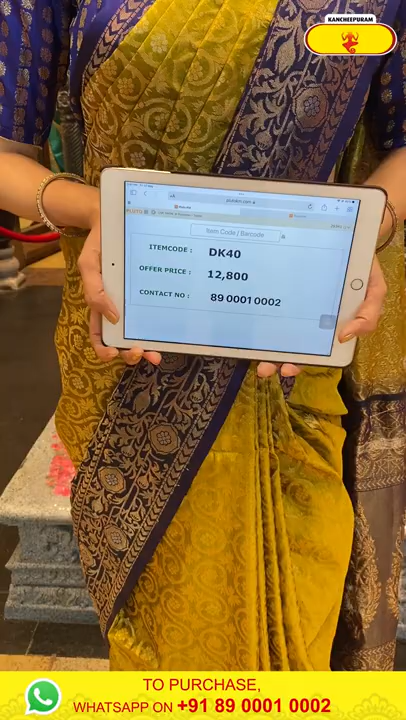 KANCHEEPURAM
Item Code / Barcode
ITEMCODE : DK40
OFFER PRICE : 12,800
CONTACT NO : 89 0001 0002
TO PURCHASE,
WHATSAPP ON +91 89 0001 0002